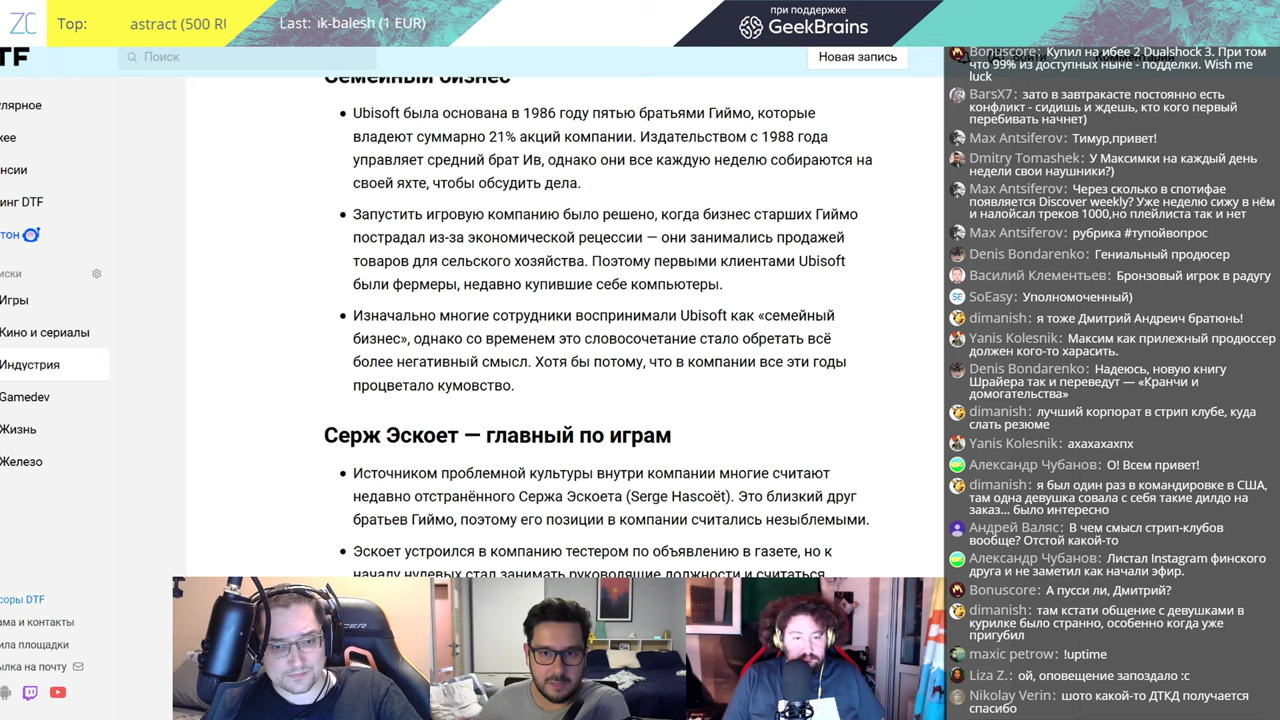 ZC
Top:
astract (500 RU
Last: ık-balesh (1 EUR)
при поддержке
GeekBrains
TF
Поиск
Новая запись
улярное
жее
нсии
инг DTF
тон
иски
Игры
Кино и сериалы
Индустрия
Gamedev
Жизнь
Железо
соры DTF
ама и контакты
ила площадки
ылка на почту
Семейный бизнес
Ubisoft была основана в 1986 году пятью братьями Гиймо, которые
владеют суммарно 21% акций компании. Издательством с 1988 года
управляет средний брат Ив, однако они все каждую неделю собираются на
своей яхте, чтобы обсудить дела.
Запустить игровую компанию было решено, когда бизнес старших Гиймо
пострадал из-за экономической рецессии — они занимались продажей
товаров для сельского хозяйства. Поэтому первыми клиентами Ubisoft
были фермеры, недавно купившие себе компьютеры.
Изначально многие сотрудники воспринимали Ubisoft как «семейный
бизнес», однако со временем это словосочетание стало обретать всё
более негативный смысл. Хотя бы потому, что в компании все эти годы
процветало кумовство.
Серж Эскоет — главный по играм
Источником проблемной культуры внутри компании многие считают
недавно отстранённого Сержа Эскоета (Serge Hascoët). Это близкий друг
братьев Гиймо, поэтому его позиции в компании считались незыблемыми.
Эскоет устроился в компанию тестером по объявлению в газете, но к
началу нулевых стал занимать руководящие должности и считаться
Bonuscore: Купил на ибее 2 Dualshock 3. При том
что 99% из доступных ныне - подделки. Wish me
luck
BarsX7: зато в завтракасте постоянно есть
конфликт - сидишь и ждешь, кто кого первый
перебивать начнет)
Max Antsiferov: Тимур,привет!
Dmitry Tomashek: У Максимки на каждый день
недели свои наушники?)
Max Antsiferov: Через сколько в спотифае
появляется Discover weekly? Уже неделю сижу в нём
и налойсал треков 1000,но плейлиста так и нет
Max Antsiferov: рубрика #тупойвопрос
Denis Bondarenko: Гениальный продюсер
Василий Клементьев: Бронзовый игрок в радугу
SoEasy: Уполномоченный)
dimanish: я тоже Дмитрий Андреич братюнь!
Yanis Kolesnik: Максим как прилежный продюссер
должен кого-то харасить.
Denis Bondarenko: Надеюсь, новую книгу
Шрайера так и переведут — «Кранчи и
домогательства»
dimanish: лучший корпорат в стрип клубе, куда
слать резюме
Yanis Kolesnik: ахахахахпх
Александр Чубанов: О! Всем привет!
dimanish: я был один раз в командировке в США,
там одна девушка совала с себя такие дилдо на
заказ... было интересно
Андрей Валяс: В чем смысл стрип-клубов
вообще? Отстой какой-то
Александр Чубанов: Листал Instagram финского
друга и не заметил как начали эфир.
Bonuscore: А пусси ли, Дмитрий?
dimanish: там кстати общение с девушками в
курилке было странно, особенно когда уже
пригубил
maxic petrow: !uptime
Liza Z.: ой, оповещение запоздало :с
Nikolay Verin: шото какой-то ДТКД получается
спасибо